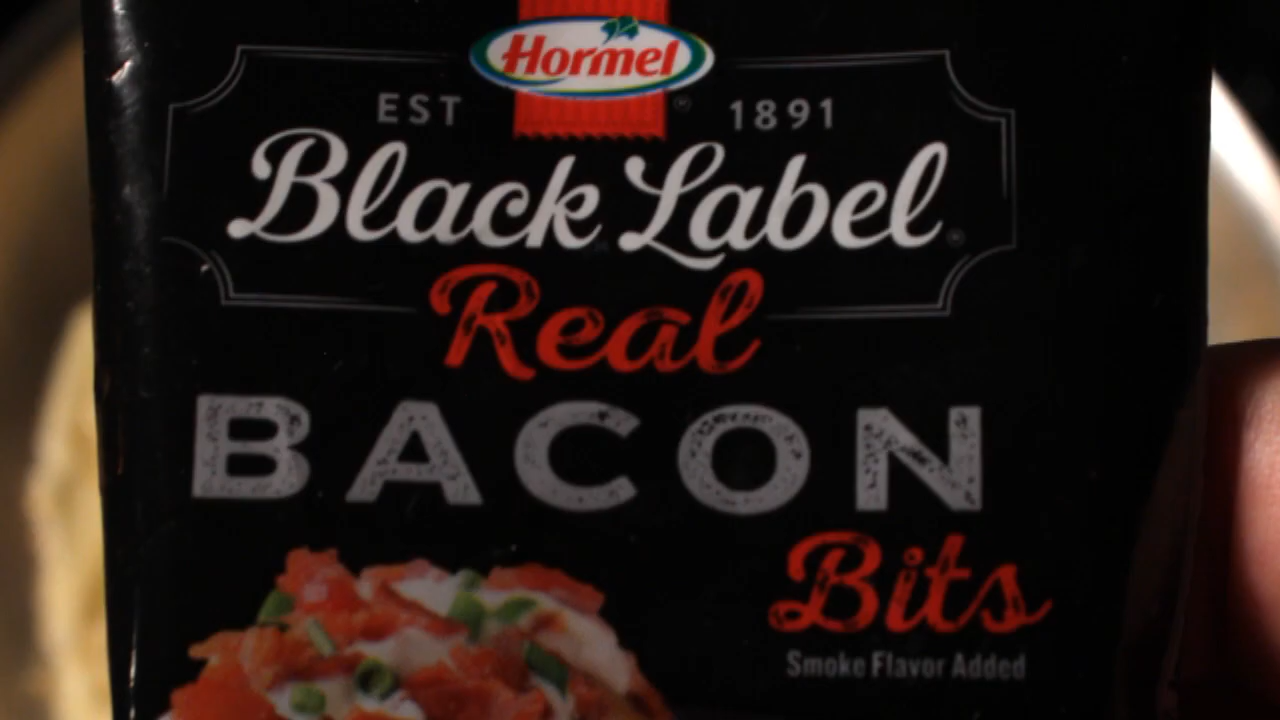 Hormel
EST 1891
Black Label
Real
BACON
Bits
Smoke Flavor Added